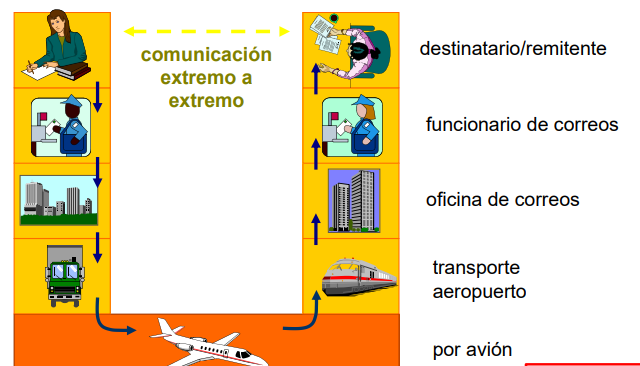 comunicación
extremo a
extremo
destinatario/remitente
funcionario de correos
oficina de correos
transporte
aeropuerto
por avión